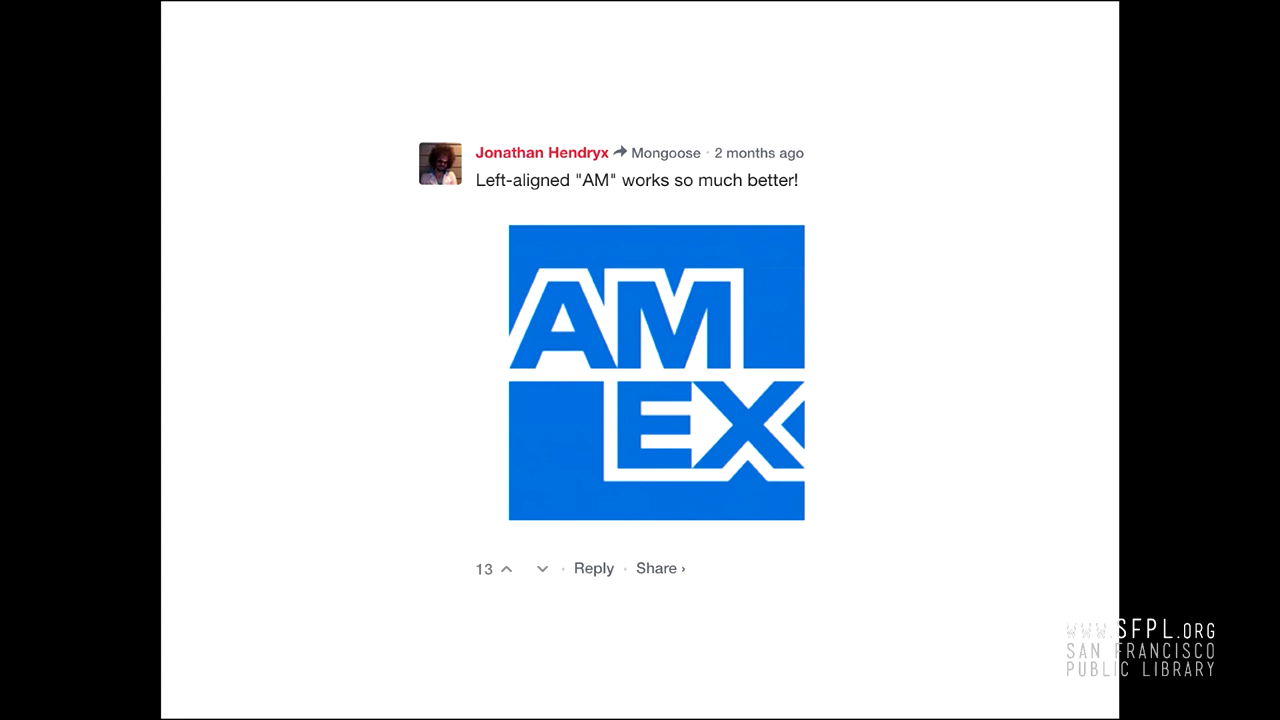 Jonathan Hendryx Mongoose · 2 months ago
Left-aligned "AM" works so much better!
AM
EX
13 · Reply · Share ›
WWW.SFPL.ORG
SAN FRANCISCO
PUBLIC LIBRARY